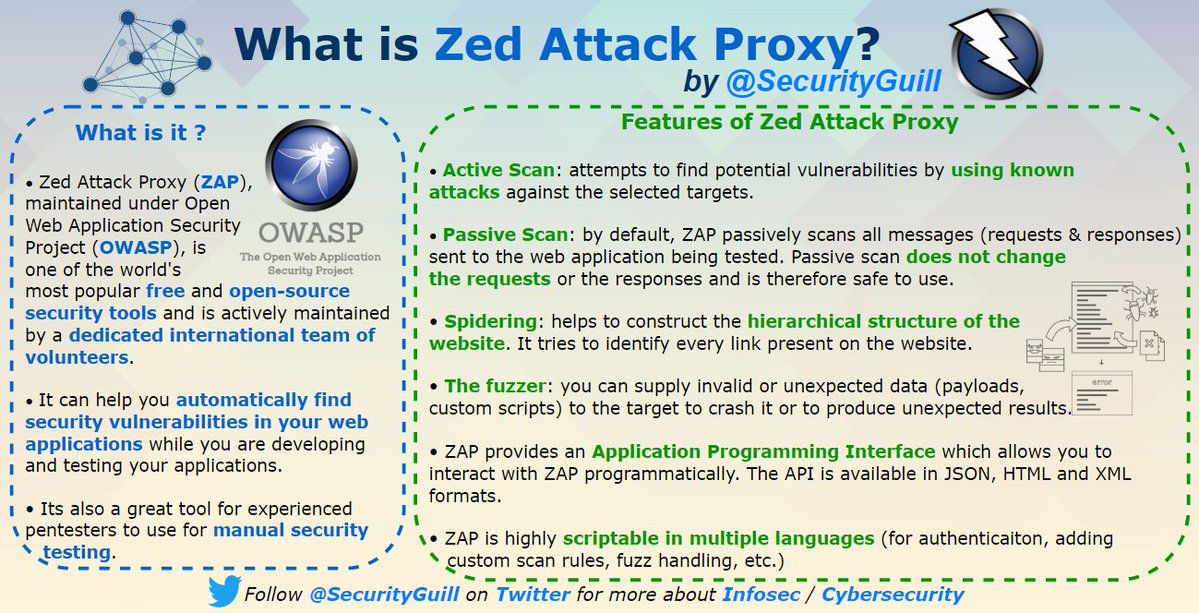 What is Zed Attack Proxy?
by @SecurityGuill
What is it ?
• Zed Attack Proxy (ZAP),
maintained under Open
Web Application Security
Project (OWASP), is
one of the world's
most popular free and open-source
security tools and is actively maintained
by a dedicated international team of
volunteers.
OWASP
The Open Web Application
Security Project
• It can help you automatically find
security vulnerabilities in your web
applications while you are developing
and testing your applications.
• Its also a great tool for experienced
pentesters to use for manual security
testing.
Features of Zed Attack Proxy
• Active Scan: attempts to find potential vulnerabilities by using known
attacks against the selected targets.
• Passive Scan: by default, ZAP passively scans all messages (requests & responses)
sent to the web application being tested. Passive scan does not change
the requests or the responses and is therefore safe to use.
• Spidering: helps to construct the hierarchical structure of the
website. It tries to identify every link present on the website.
• The fuzzer: you can supply invalid or unexpected data (payloads,
custom scripts) to the target to crash it or to produce unexpected results.
error
• ZAP provides an Application Programming Interface which allows you to
interact with ZAP programmatically. The API is available in JSON, HTML and XML
formats.
• ZAP is highly scriptable in multiple languages (for authenticaiton, adding
custom scan rules, fuzz handling, etc.)
Follow @SecurityGuill on Twitter for more about Infosec / Cybersecurity